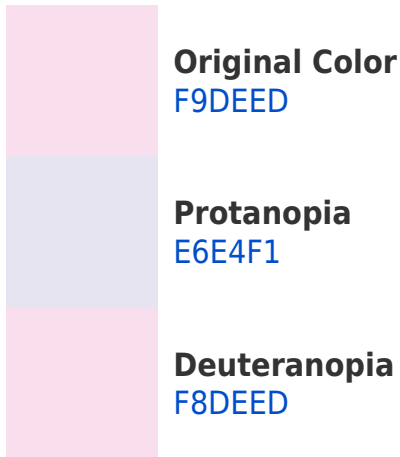 Original Color
F9DEED
Protanopia
E6E4F1
Deuteranopia
F8DEED